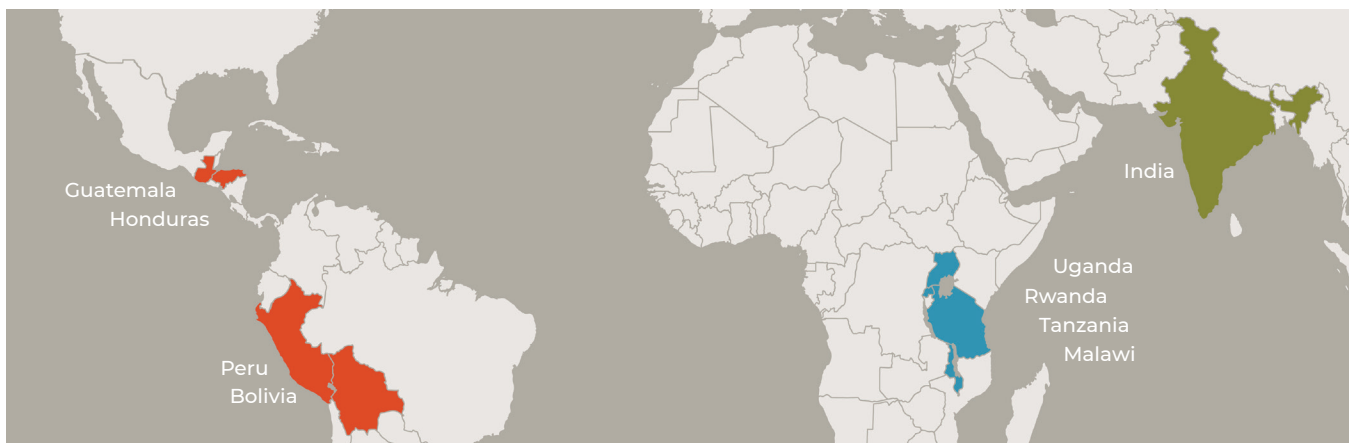 Guatemala
Honduras
Peru
Bolivia
India
Uganda
Rwanda
Tanzania
Malawi